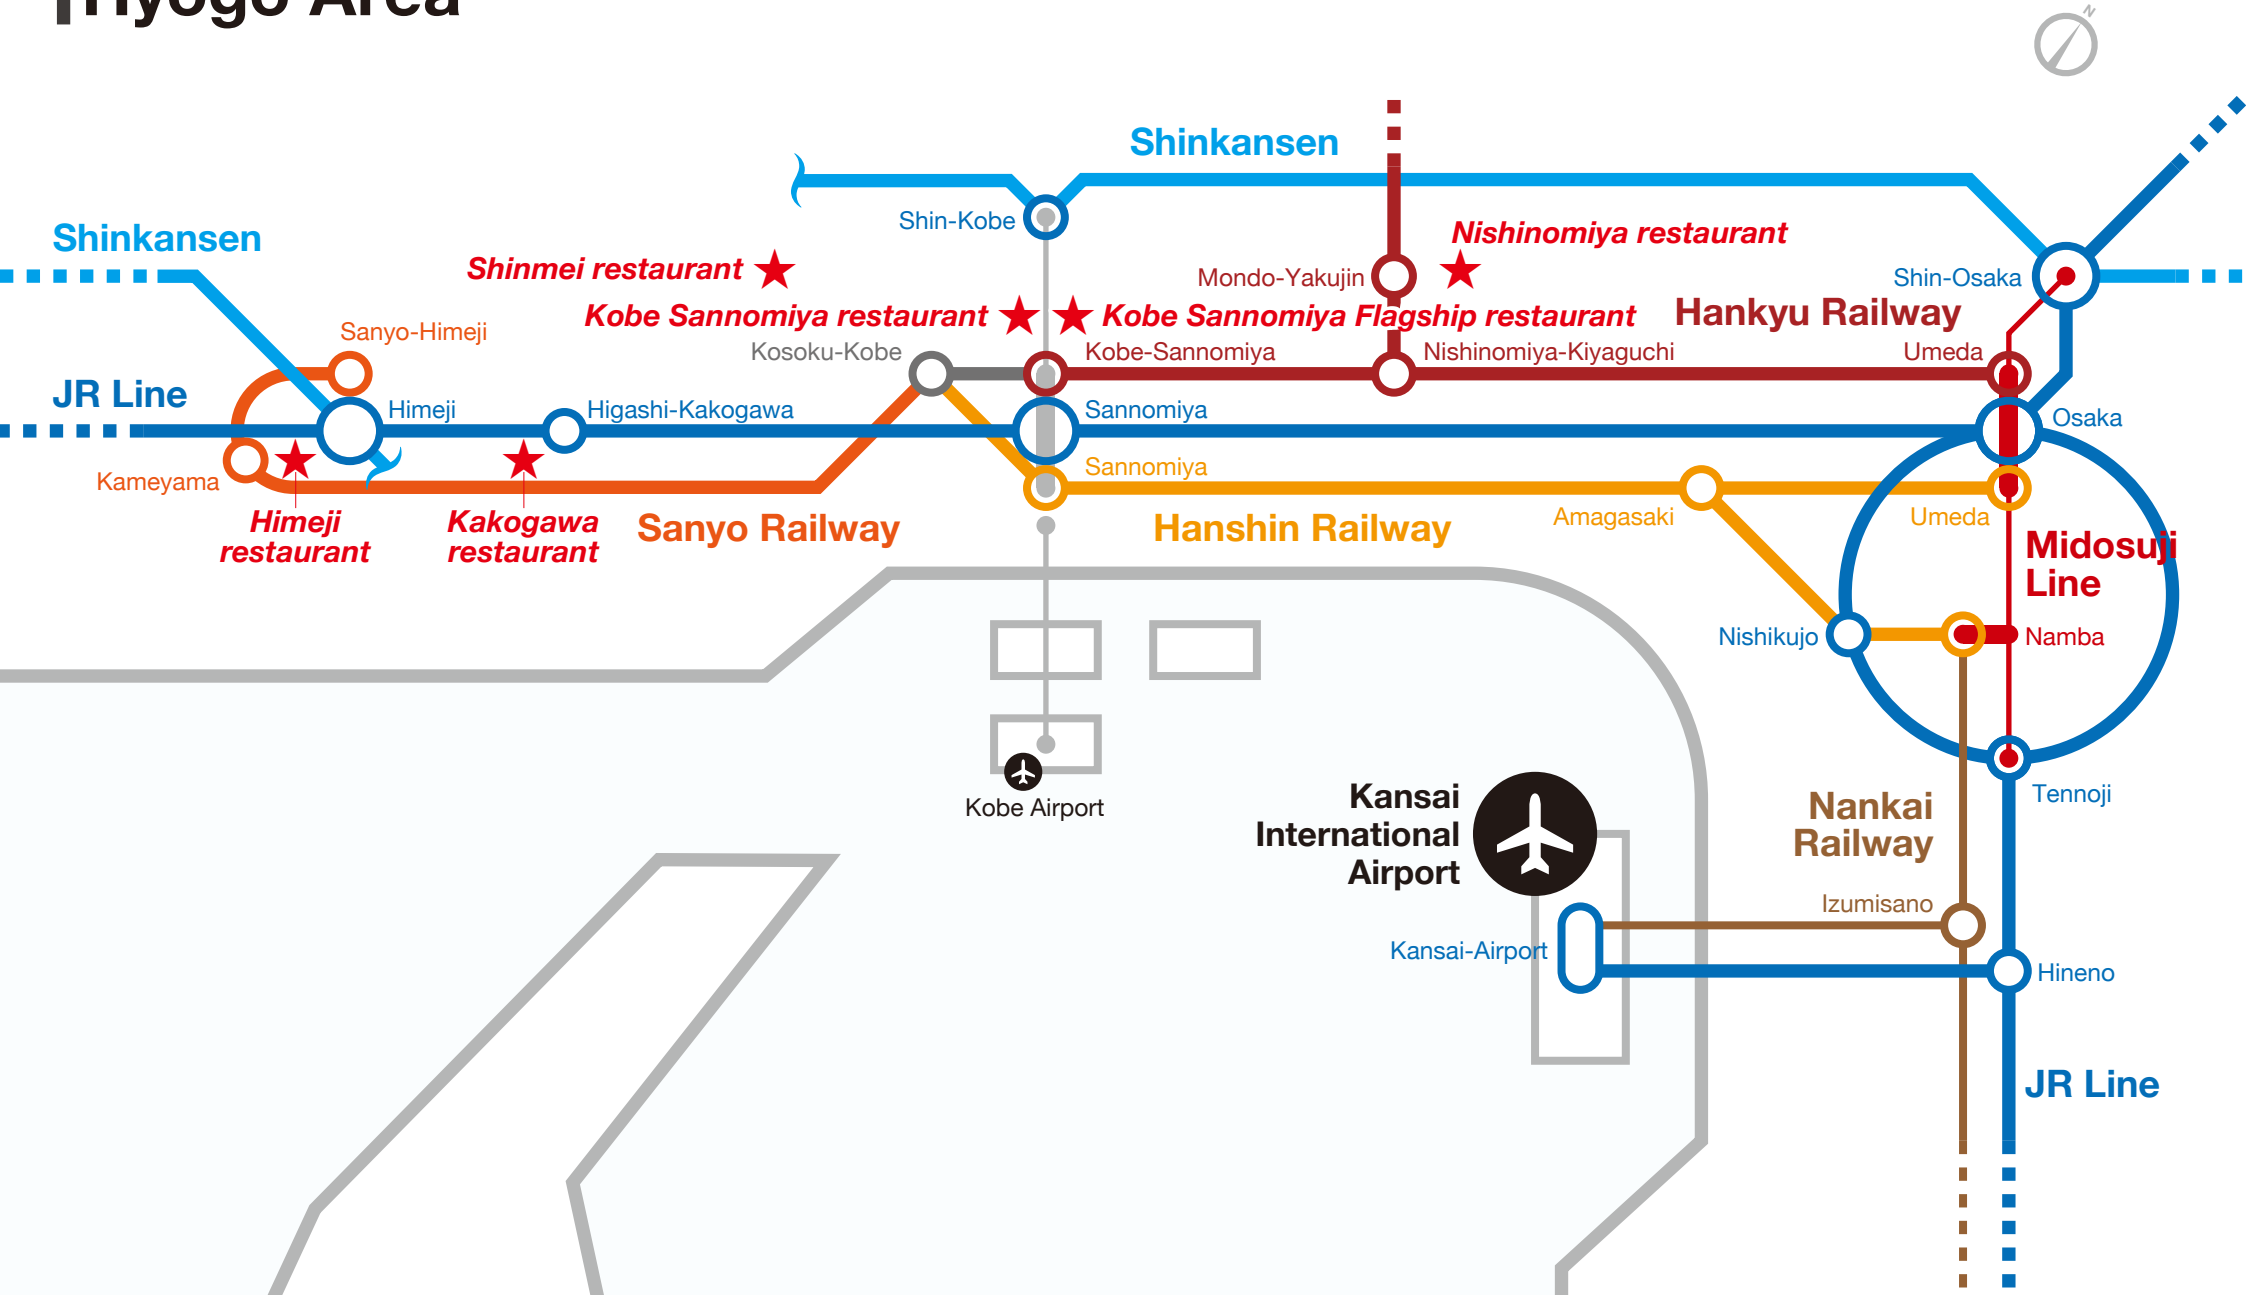 Hyogo Area
N
Shinkansen
Shin-Kobe
Shinkansen
Nishinomiya restaurant
Shinmei restaurant
Mondo-Yakujin
Shin-Osaka
Kobe Sannomiya restaurant
Kobe Sannomiya Flagship restaurant
Hankyu Railway
Sanyo-Himeji
Kosoku-Kobe
Kobe-Sannomiya
Nishinomiya-Kiyaguchi
Umeda
JR Line
Himeji
Higashi-Kakogawa
Sannomiya
Osaka
Kameyama
Sannomiya
Amagasaki
Umeda
Himeji
restaurant
Kakogawa
restaurant
Sanyo Railway
Hanshin Railway
Midosuji
Line
Nishikujo
Namba
Kobe Airport
Kansai
International
Airport
Tennoji
Nankai
Railway
Izumisano
Kansai-Airport
Hineno
JR Line